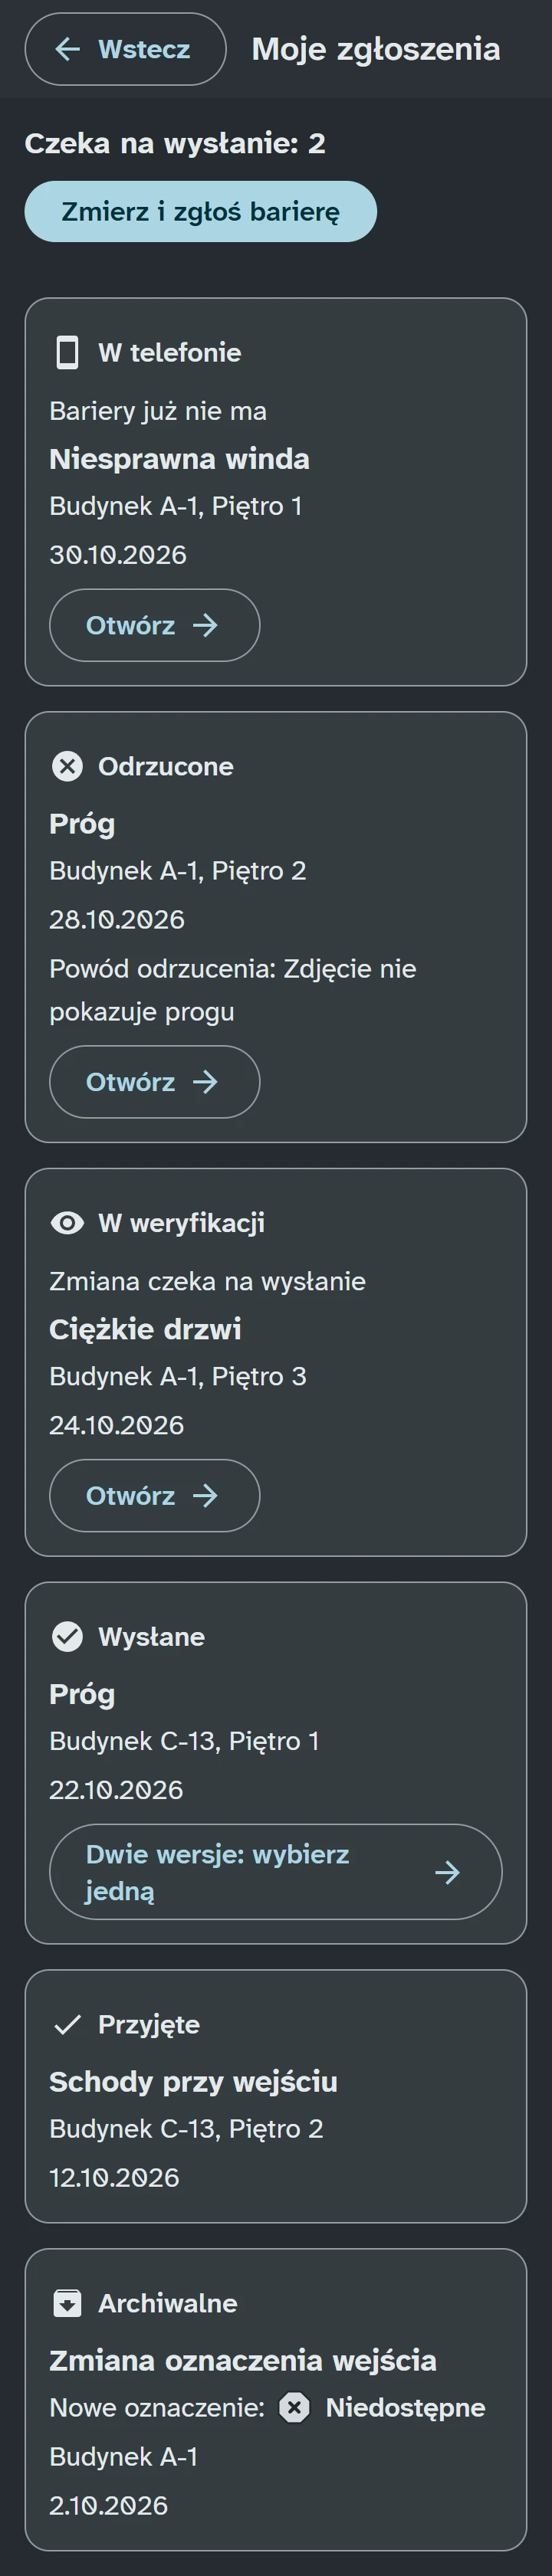 Wstecz
Moje zgłoszenia
Czeka na wysłanie: 2
Zmierz i zgłoś barierę
W telefonie
Bariery już nie ma
Niesprawna winda
Budynek A-1, Piętro 1
30.10.2026
Otwórz
Odrzucone
Próg
Budynek A-1, Piętro 2
28.10.2026
Powód odrzucenia: Zdjęcie nie
pokazuje progu
Otwórz
W weryfikacji
Zmiana czeka na wysłanie
Ciężkie drzwi
Budynek A-1, Piętro 3
24.10.2026
Otwórz
Wysłane
Próg
Budynek C-13, Piętro 1
22.10.2026
Dwie wersje: wybierz
jedną
Przyjęte
Schody przy wejściu
Budynek C-13, Piętro 2
12.10.2026
Archiwalne
Zmiana oznaczenia wejścia
Nowe oznaczenie: Niedostępne
Budynek A-1
2.10.2026